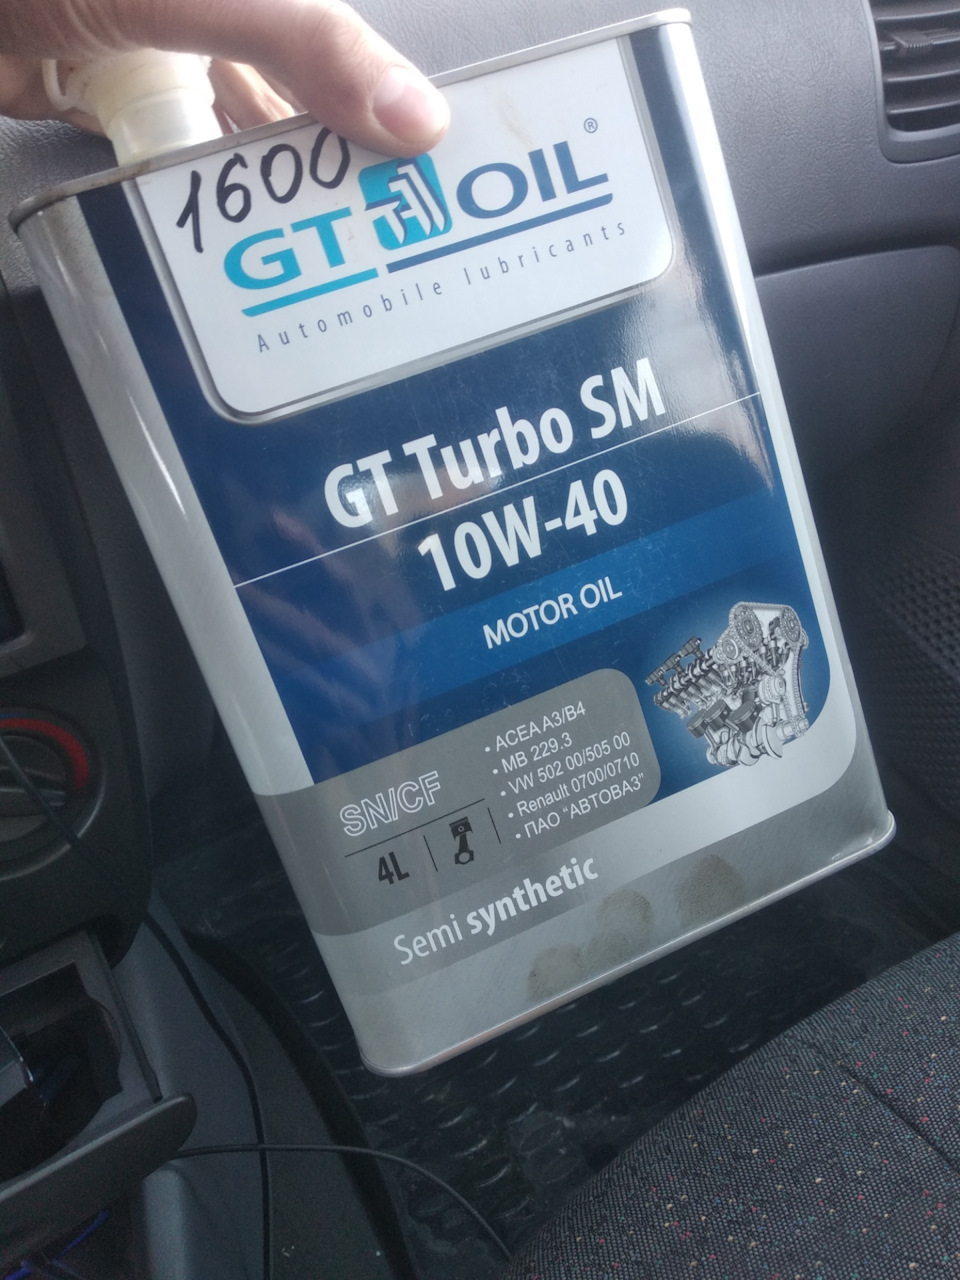 1600
GT OIL®
Automobile lubricants
GT Turbo SM
10W-40
MOTOR OIL
SN/CF
4L
• ACEA A3/B4
• MB 229.3
• VW 502 00/505 00
• Renault 0700/0710
• ПАО "АВТОВАЗ"
Semi synthetic